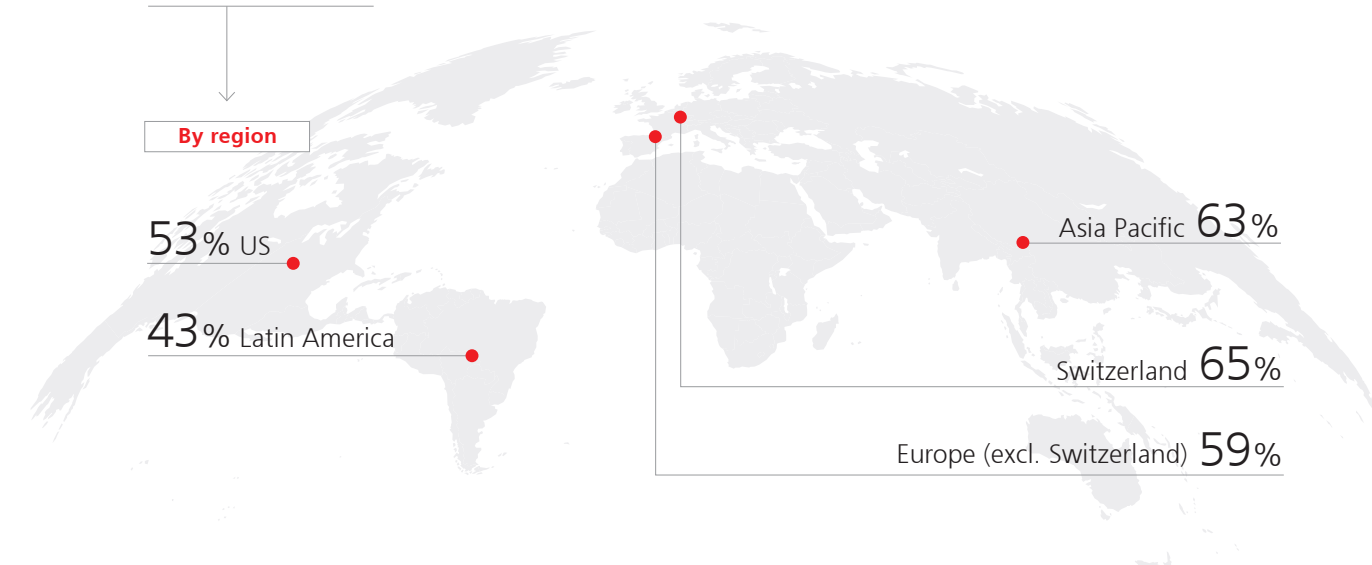 By region
53% US
43% Latin America
Asia Pacific 63%
Switzerland 65%
Europe (excl. Switzerland) 59%